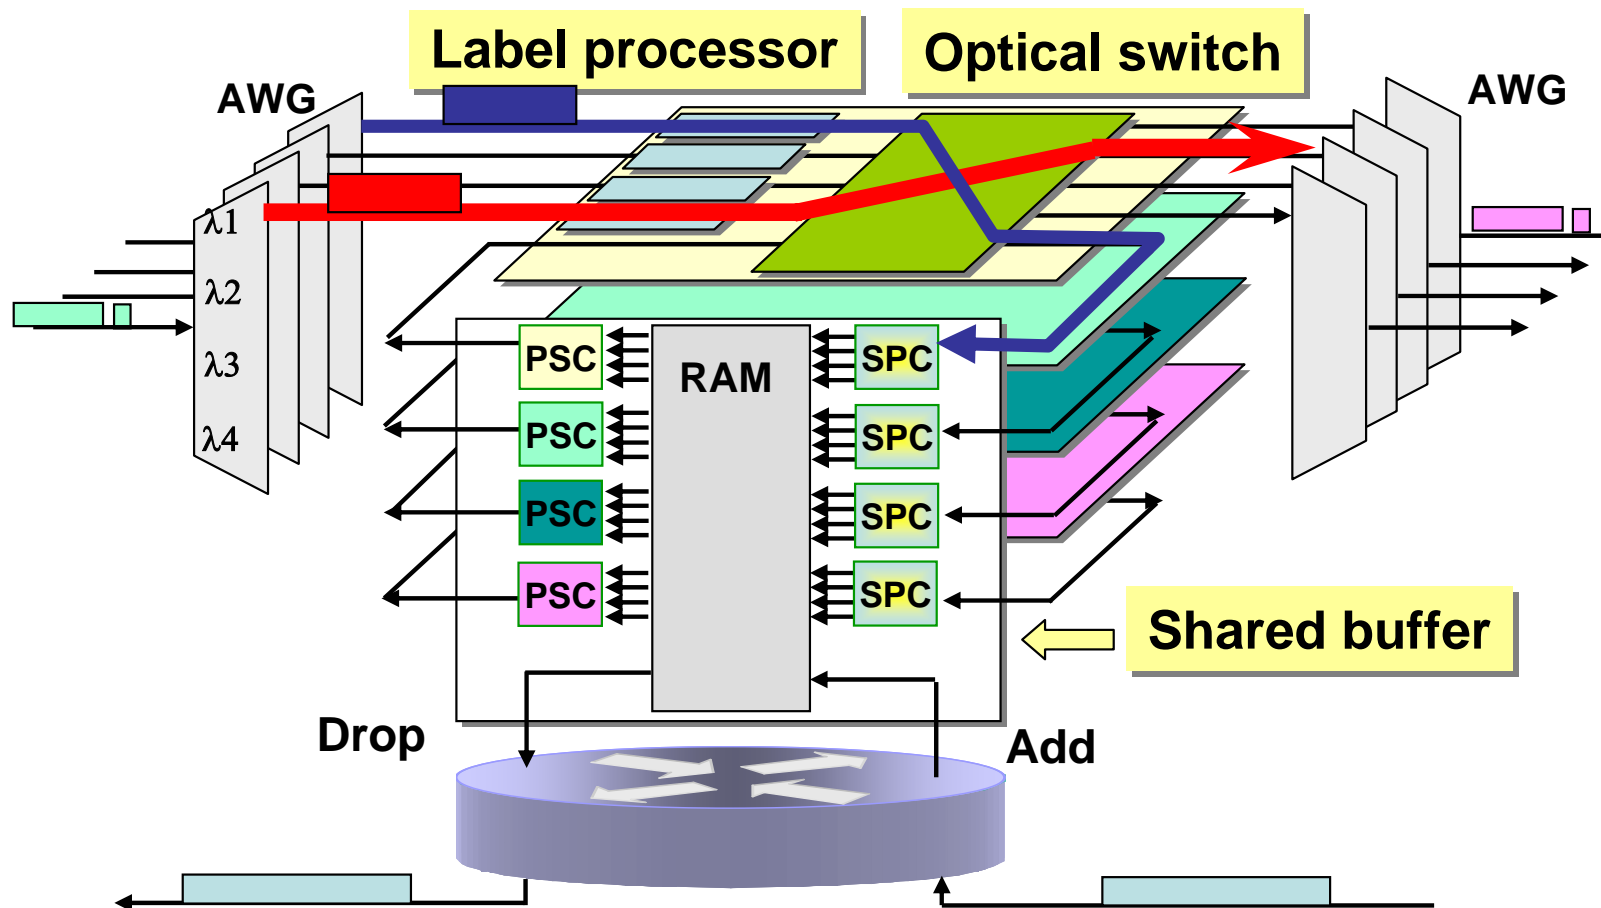 Label processor
Optical switch
AWG
AWG
λ1
λ2
λ3
λ4
PSC
RAM
SPC
PSC
SPC
PSC
SPC
PSC
SPC
Shared buffer
Drop
Add